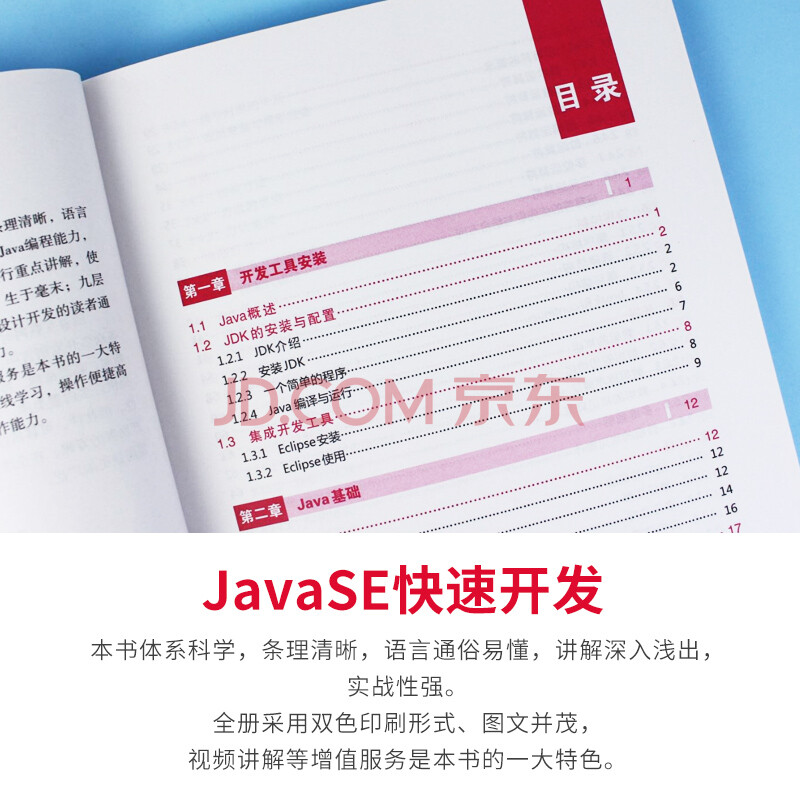 目录
条理清晰，语言
Java编程能力，
行重点讲解，使
生于毫末；九层
设计开发的读者通
力。
服务是本书的一大特
线学习，操作便捷高
作能力。
1
第一章 开发工具安装
1.1 Java概述 1
1.2 JDK的安装与配置 2
1.2.1 JDK介绍 2
1.2.2 安装JDK 2
1.2.3 一个简单的程序 6
1.2.4 Java编译与运行 7
1.3 集成开发工具 8
1.3.1 Eclipse安装 8
1.3.2 Eclipse使用 9
12
第二章 Java基础
12
12
12
14
16
17
JD.COM 京东
JavaSE快速开发
本书体系科学，条理清晰，语言通俗易懂，讲解深入浅出，
实战性强。
全册采用双色印刷形式、图文并茂，
视频讲解等增值服务是本书的一大特色。